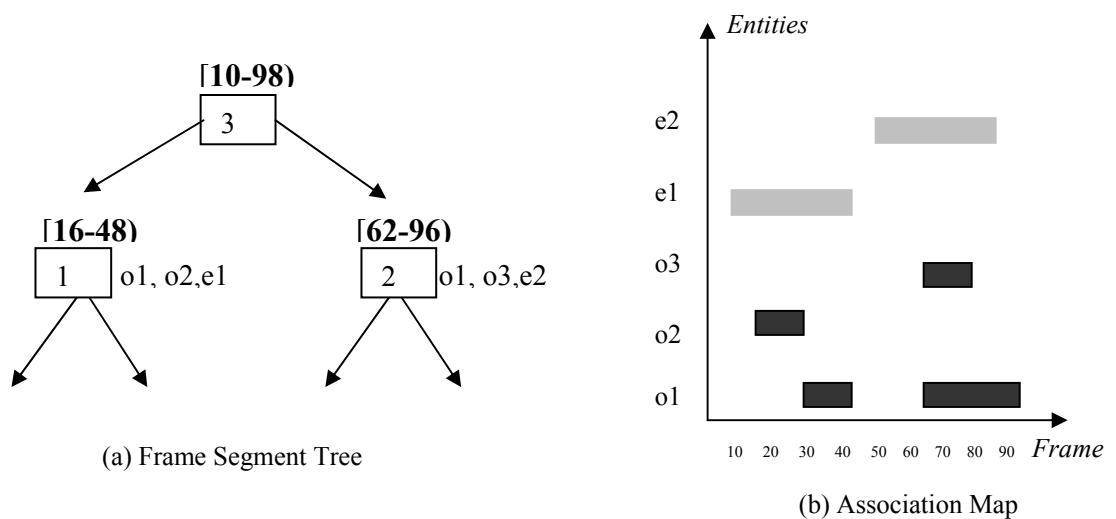 [10-98)
3
[16-48)
1 o1, o2,e1
[62-96)
2 o1, o3,e2
(a) Frame Segment Tree
Entities
e2
e1
o3
o2
o1
10 20 30 40 50 60 70 80 90 Frame
(b) Association Map